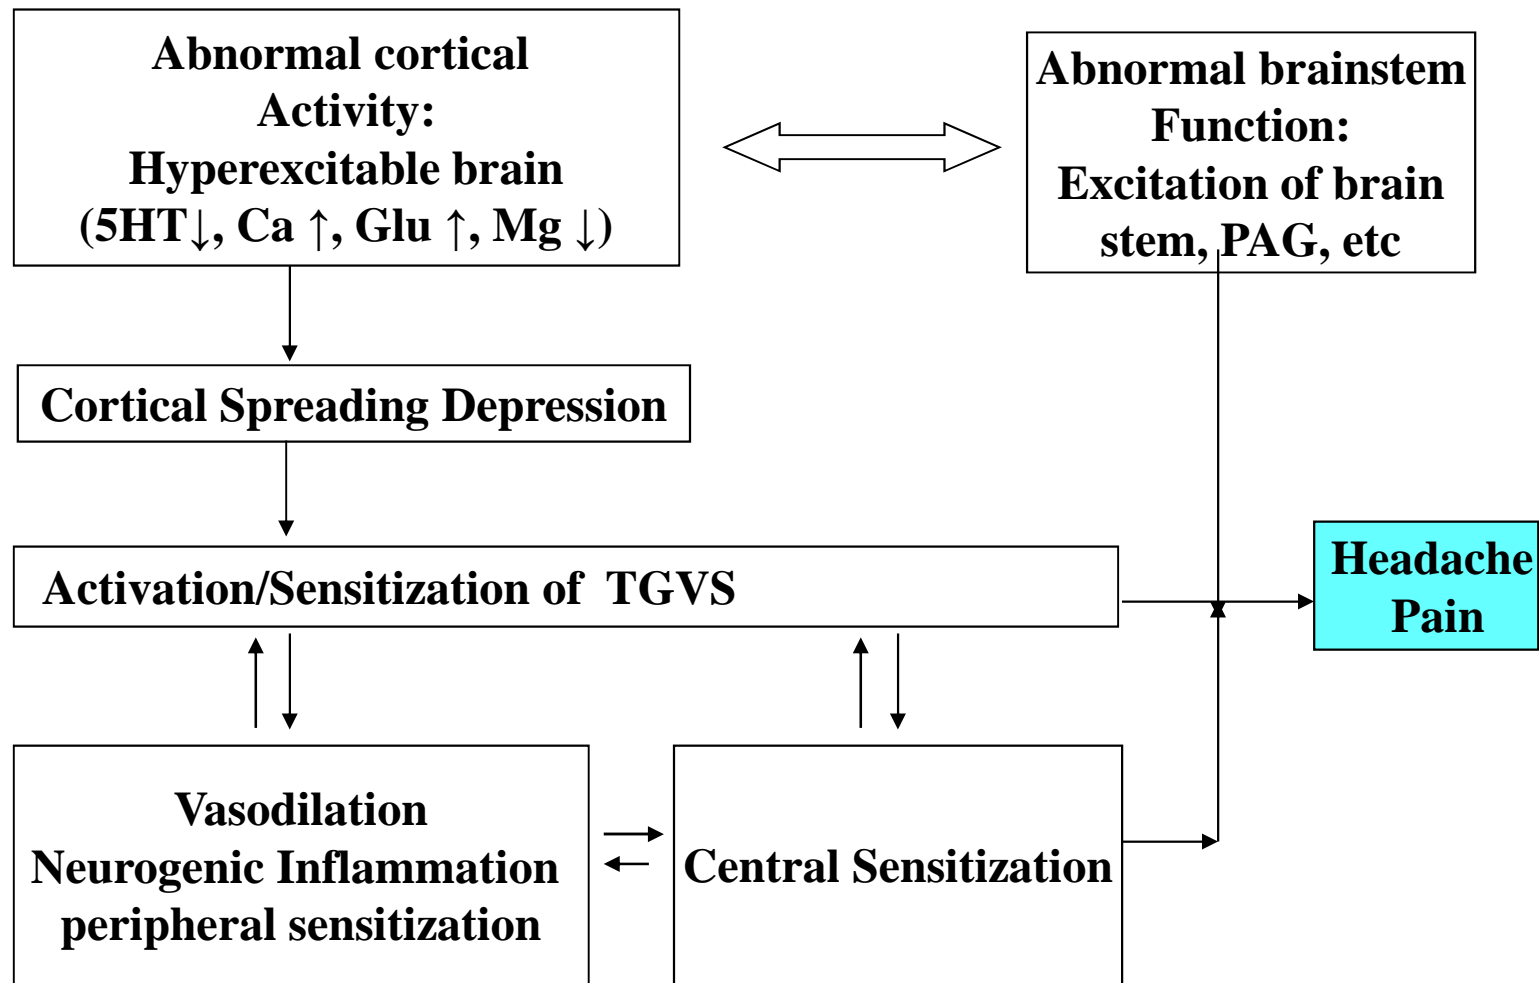 Abnormal cortical
Activity:
Hyperexcitable brain
(5HT↓, Ca ↑, Glu ↑, Mg ↓)
Abnormal brainstem
Function:
Excitation of brain
stem, PAG, etc
Cortical Spreading Depression
Activation/Sensitization of TGVS
Headache
Pain
Vasodilation
Neurogenic Inflammation
peripheral sensitization
Central Sensitization